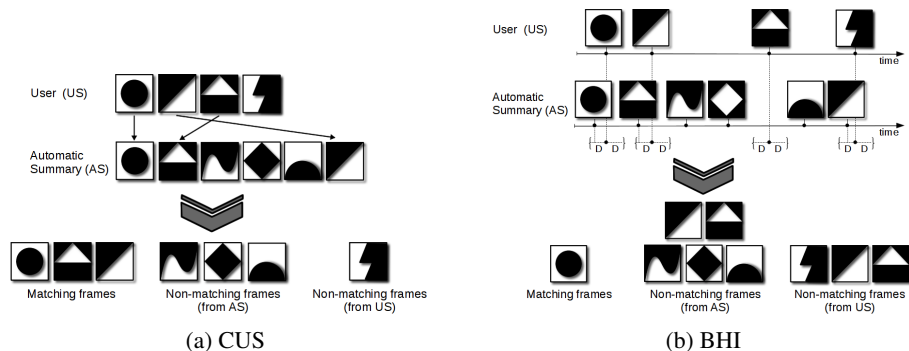 User (US)
Automatic
Summary (AS)
Matching frames
Non-matching frames
(from AS)
Non-matching frames
(from US)
(a) CUS
User (US)
time
Automatic
Summary (AS)
time
{ D D } { D D } { D D } { D D }
Matching frames
Non-matching frames
(from AS)
Non-matching frames
(from US)
(b) BHI